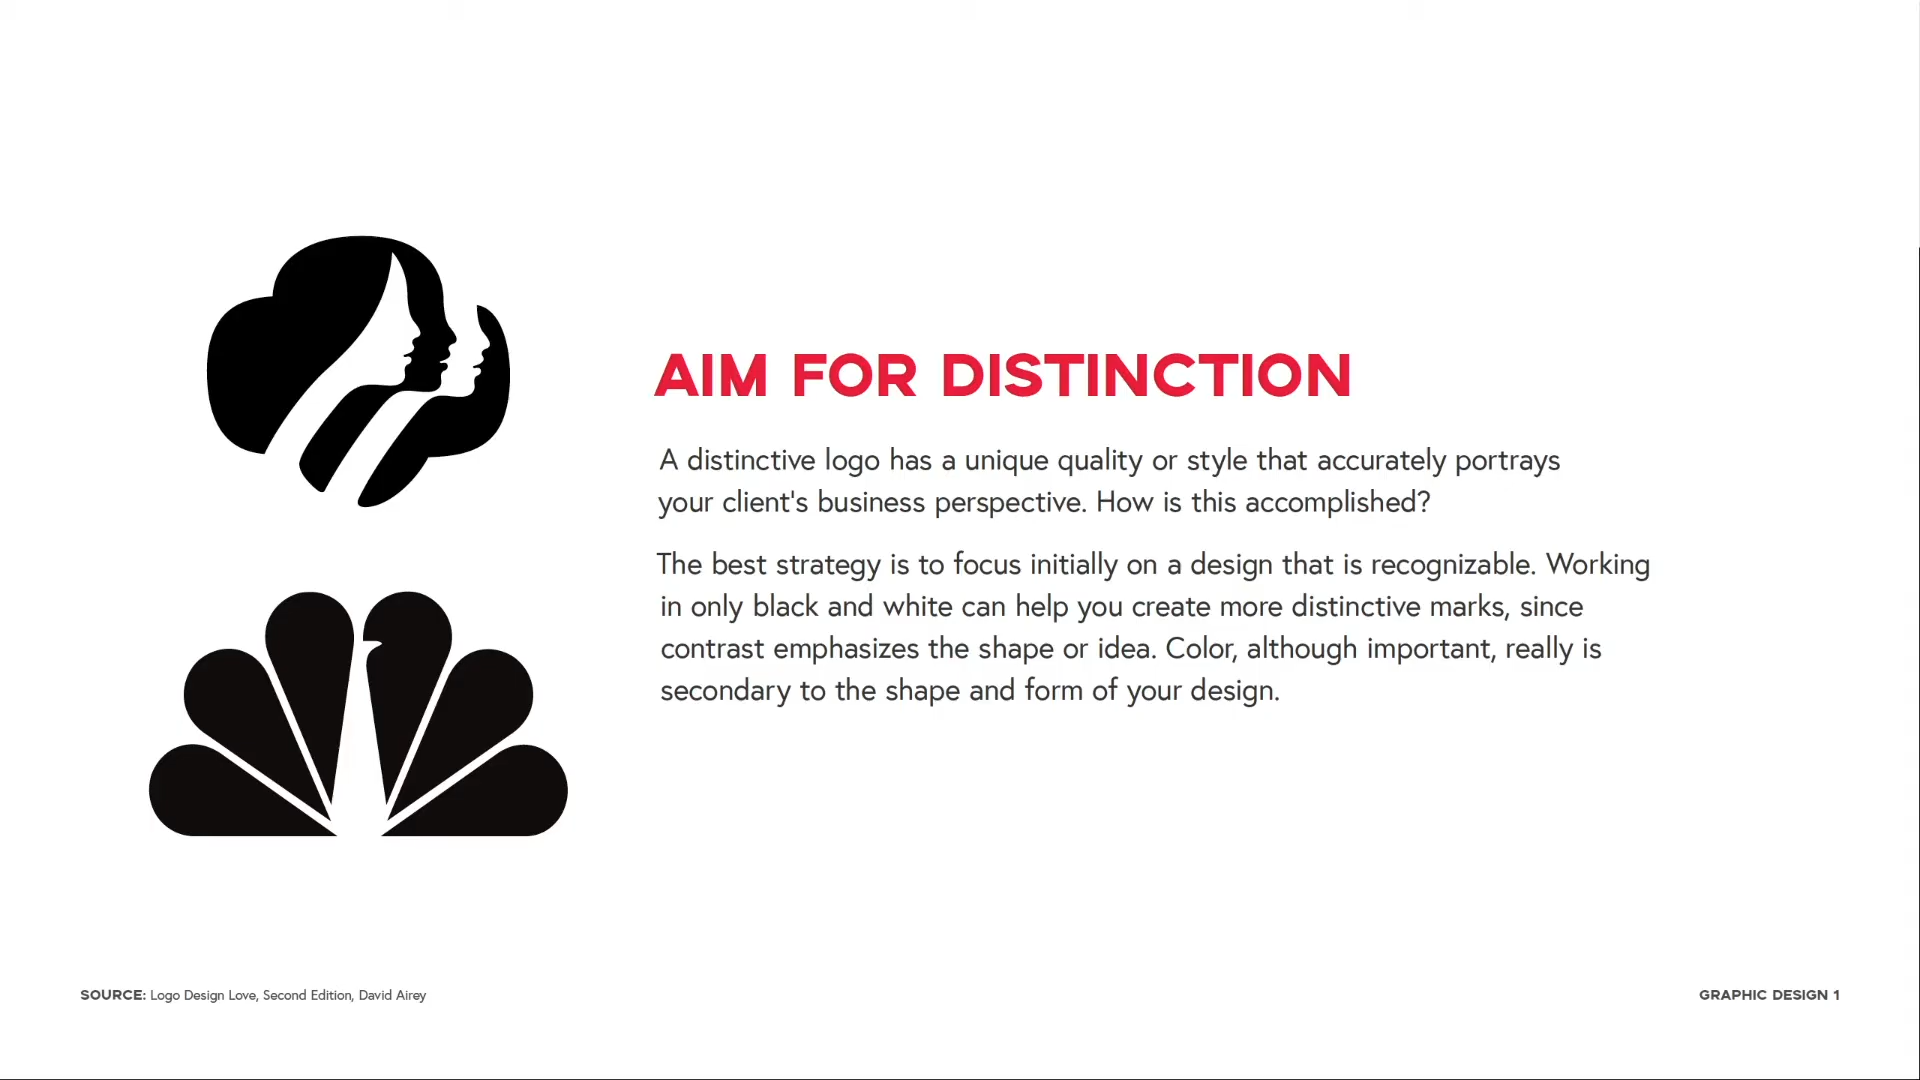 AIM FOR DISTINCTION
A distinctive logo has a unique quality or style that accurately portrays
your client's business perspective. How is this accomplished?
The best strategy is to focus initially on a design that is recognizable. Working
in only black and white can help you create more distinctive marks, since
contrast emphasizes the shape or idea. Color, although important, really is
secondary to the shape and form of your design.
SOURCE: Logo Design Love, Second Edition, David Airey
GRAPHIC DESIGN 1